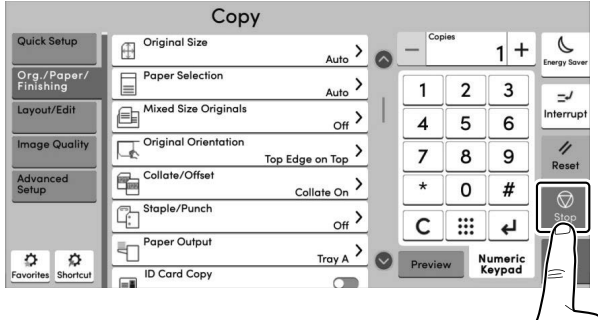 Copy
Quick Setup
Org./Paper/
Finishing
Layout/Edit
Image Quality
Advanced
Setup
Favorites
Shortcut
Original Size
Auto
Paper Selection
Auto
Mixed Size Originals
Off
Original Orientation
Top Edge on Top
Collate/Offset
Collate On
Staple/Punch
Off
Paper Output
Tray A
ID Card Copy
Copies
1
1 2 3
4 5 6
7 8 9
* 0 #
C
Preview
Numeric
Keypad
Energy Saver
Interrupt
Reset
Stop